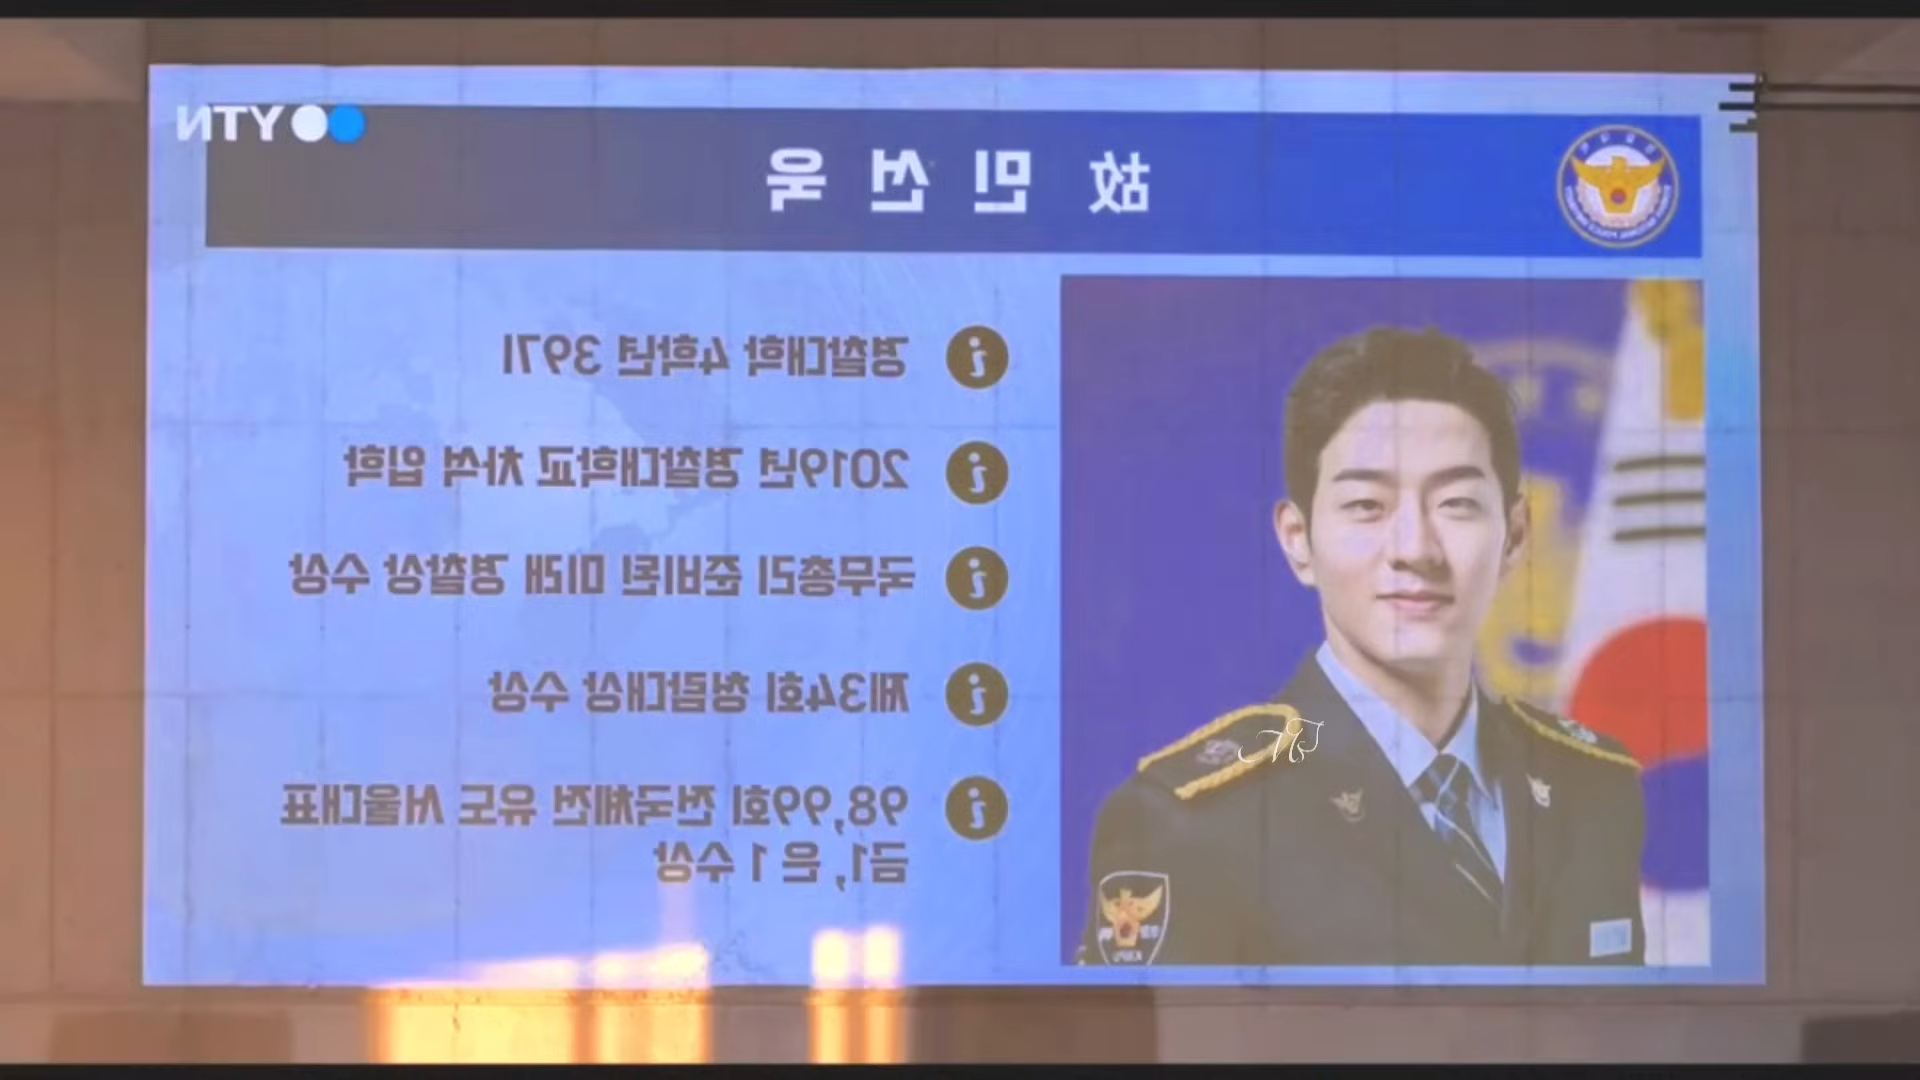 YTN
故 민선욱
경찰대학 4학년 39기
2019년 경찰대학교 차석 입학
국무총리 준비된 미래 경찰상 수상
제34회 청람대상 수상
98,99회 전국체전 유도 서울대표
금1, 은 1 수상